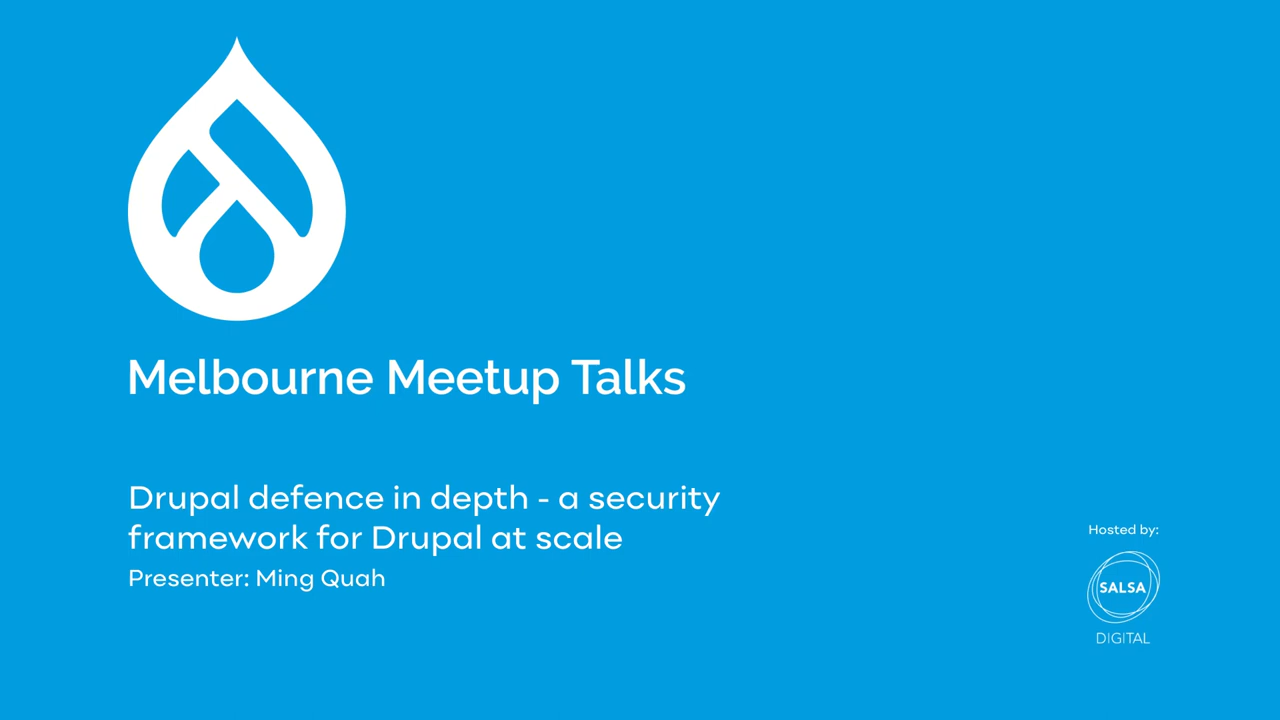 Melbourne Meetup Talks
Drupal defence in depth - a security
framework for Drupal at scale
Presenter: Ming Quah
Hosted by:
SALSA
DIGITAL